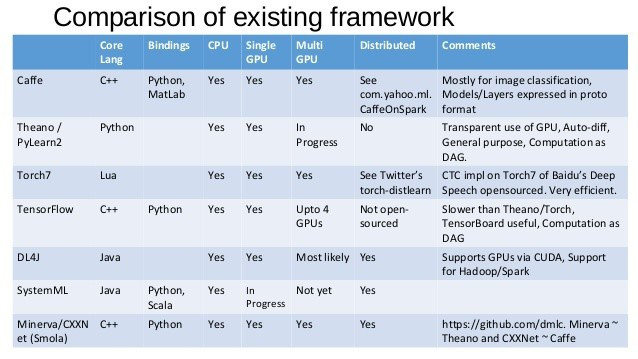 Comparison of existing framework
Core Lang Bindings CPU Single GPU Multi GPU Distributed Comments
Caffe C++ Python, MatLab Yes Yes Yes See com.yahoo.ml.CaffeOnSpark Mostly for image classification, Models/Layers expressed in proto format
Theano / PyLearn2 Python Yes Yes In Progress No Transparent use of GPU, Auto-diff, General purpose, Computation as DAG.
Torch7 Lua Yes Yes Yes See Twitter's torch-distlearn CTC impl on Torch7 of Baidu's Deep Speech opensourced. Very efficient.
TensorFlow C++ Python Yes Yes Upto 4 GPUs Not open-sourced Slower than Theano/Torch, TensorBoard useful, Computation as DAG
DL4J Java Yes Yes Most likely Yes Supports GPUs via CUDA, Support for Hadoop/Spark
SystemML Java Python, Scala Yes In Progress Not yet Yes
Minerva/CXXNet (Smola) C++ Python Yes Yes Yes Yes https://github.com/dmlc. Minerva ~ Theano and CXXNet ~ Caffe